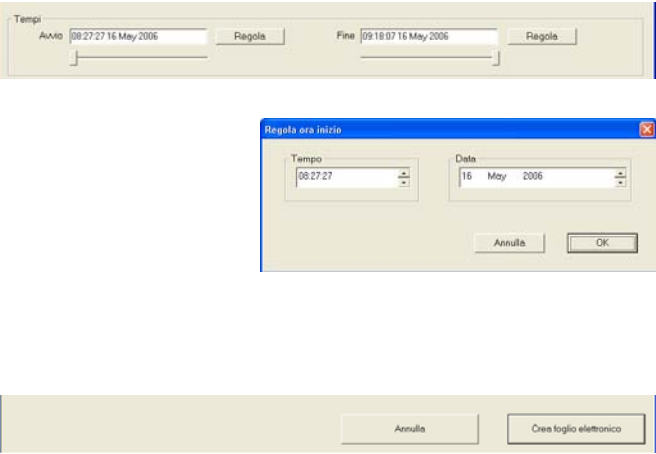 Tempi
Avvio 08:27:27 16 May 2006 Regola Fine 09:18:07 16 May 2006 Regola
Regola ora inizio
Tempo Data
08:27:27 16 May 2006
Annulla OK
Annulla Crea foglio elettronico